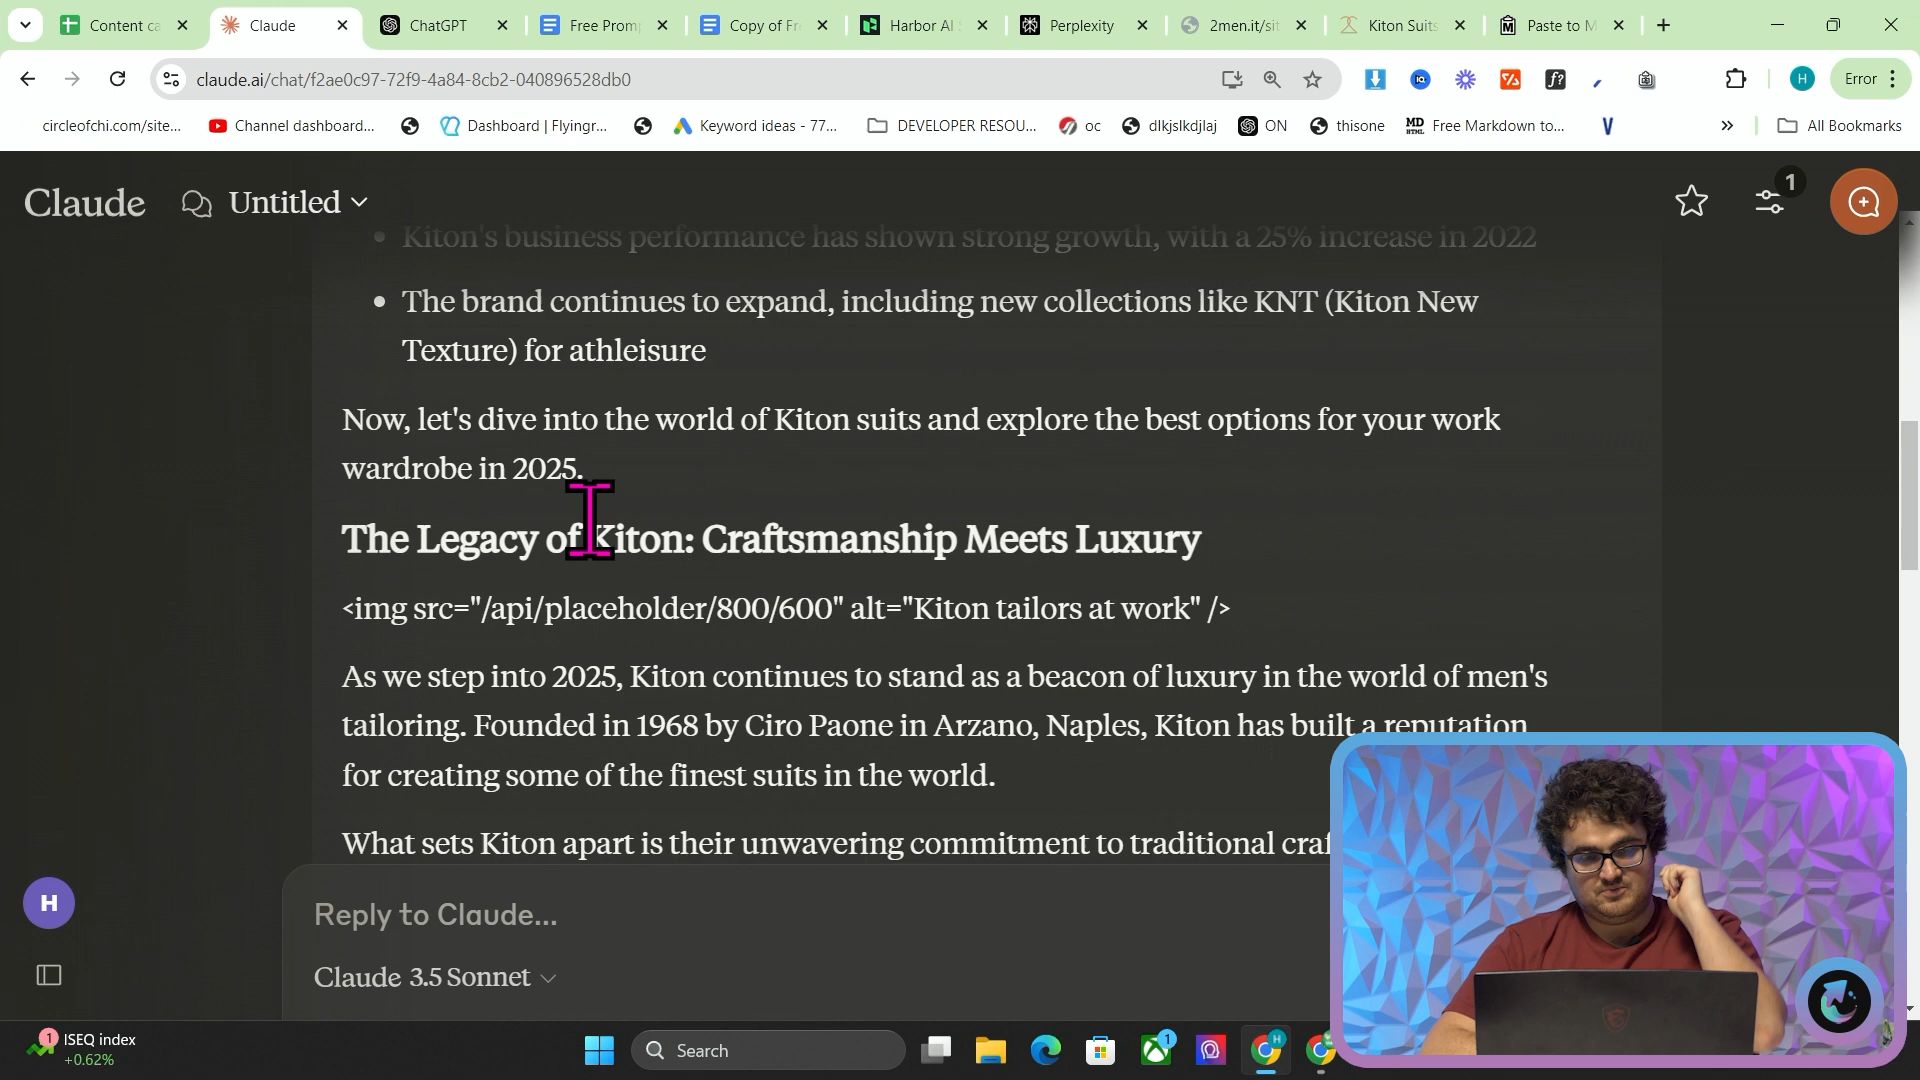 Content ca
Claude
ChatGPT
Free Prom
Copy of Fr
Harbor AI
Perplexity
2men.it/sit
Kiton Suits
Paste to M
claude.ai/chat/f2ae0c97-72f9-4a84-8cb2-040896528db0
H
Error
circleofchi.com/site...
Channel dashboard...
Dashboard | Flyingr...
Keyword ideas - 77...
DEVELOPER RESOU...
oc
dlkjslkdjlaj
ON
thisone
Free Markdown to...
All Bookmarks
Claude
Untitled
1
• Kiton's business performance has shown strong growth, with a 25% increase in 2022
• The brand continues to expand, including new collections like KNT (Kiton New
Texture) for athleisure
Now, let's dive into the world of Kiton suits and explore the best options for your work
wardrobe in 2025.
The Legacy of Kiton: Craftsmanship Meets Luxury
<img src="/api/placeholder/800/600" alt="Kiton tailors at work" />
As we step into 2025, Kiton continues to stand as a beacon of luxury in the world of men's
tailoring. Founded in 1968 by Ciro Paone in Arzano, Naples, Kiton has built a reputation
for creating some of the finest suits in the world.
What sets Kiton apart is their unwavering commitment to traditional craf
H
Reply to Claude...
Claude 3.5 Sonnet
1
ISEQ index
+0.62%
Search
1
H